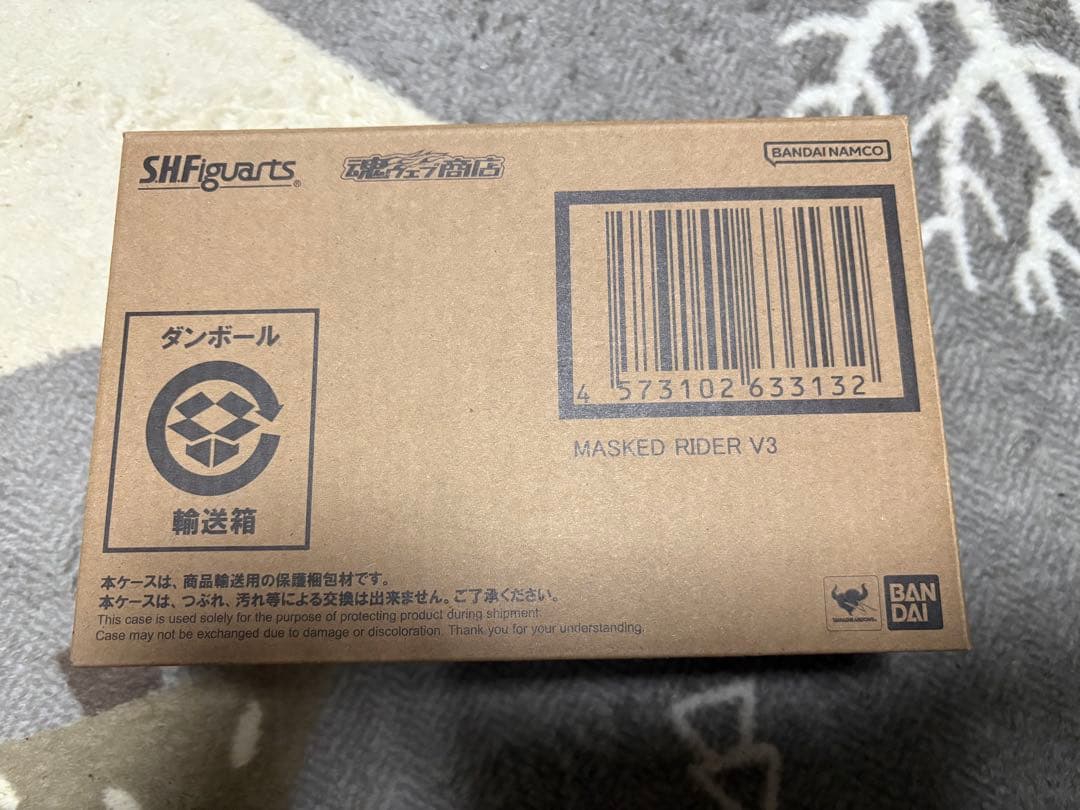 S.H.Figuarts®
魂ウェブ商店
BANDAI NAMCO
4 573102 633132
MASKED RIDER V3
ダンボール
輸送箱
本ケースは、商品輸送用の保護梱包材です。
本ケースは、つぶれ、汚れ等による交換は出来ません。ご了承ください。
This case is used solely for the purpose of protecting product during shipment.
Case may not be exchanged due to damage or discoloration. Thank you for your understanding.
TAMASHII NATIONS
BAN
DAI